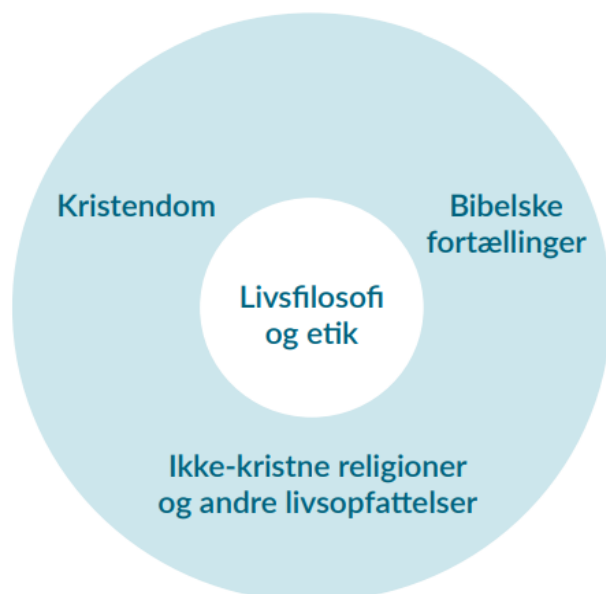 Kristendom
Bibelske
fortællinger
Livsfilosofi
og etik
Ikke-kristne religioner
og andre livsopfattelser